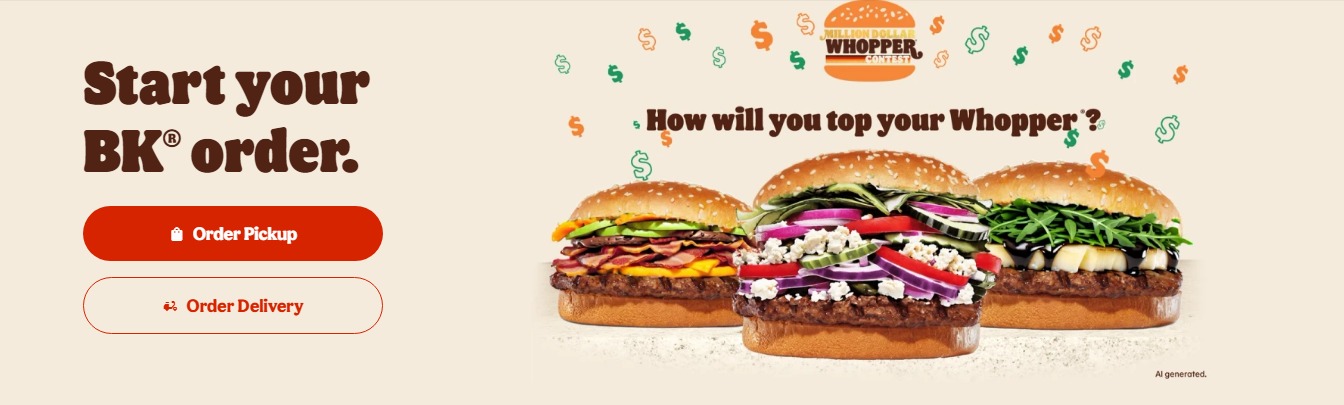 Start your
BK® order.
Order Pickup
Order Delivery
MILLION DOLLAR
WHOPPER
CONTEST
How will you top your Whopper®?
AI generated.